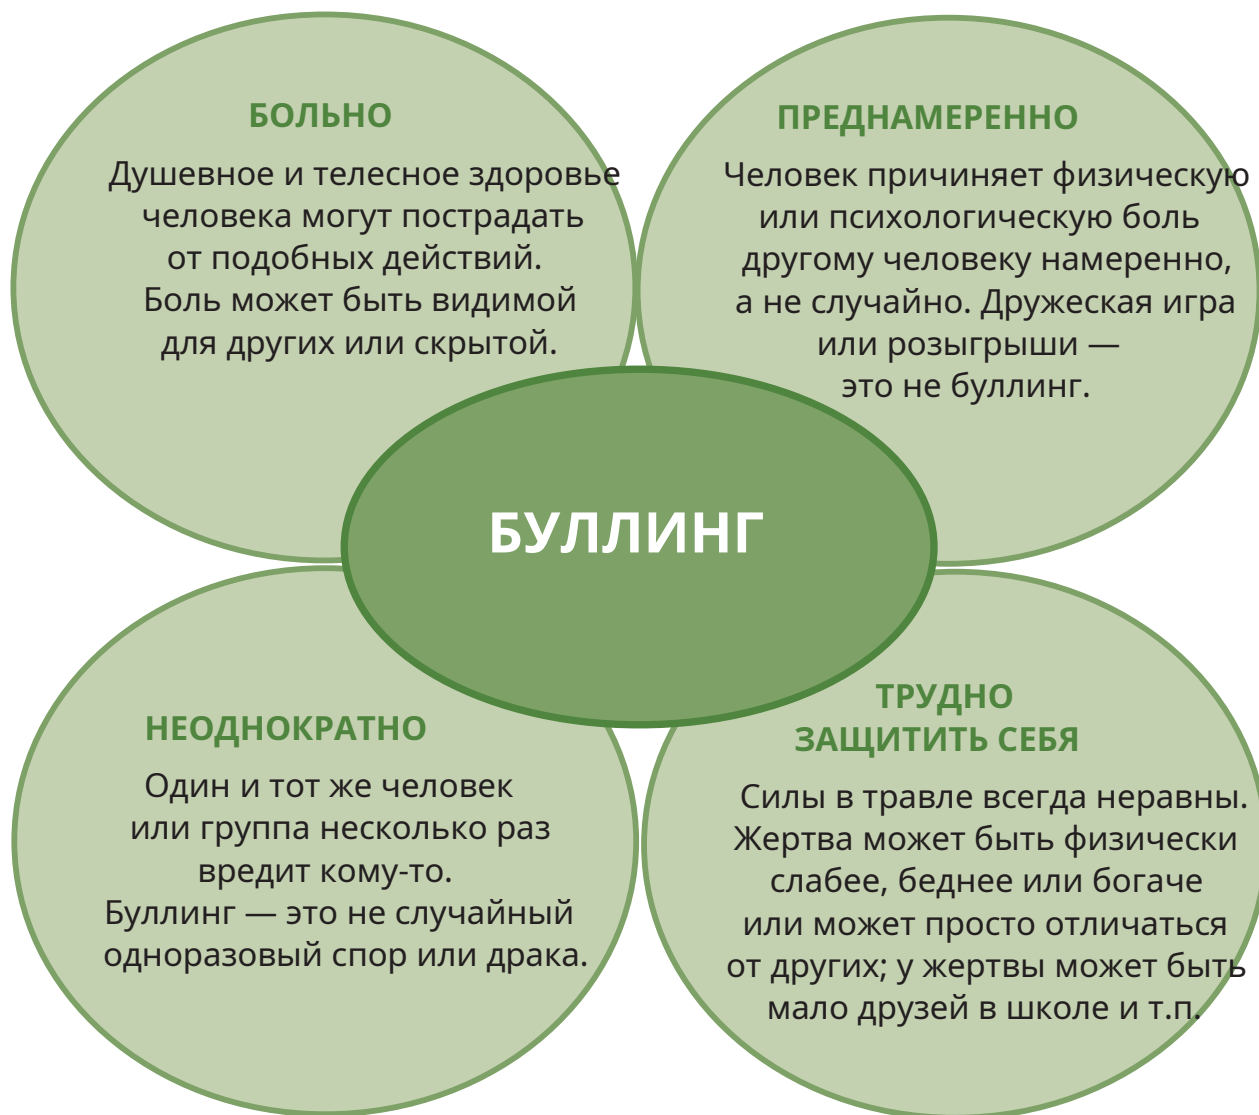 БОЛЬНО
Душевное и телесное здоровье
человека могут пострадать
от подобных действий.
Боль может быть видимой
для других или скрытой.
ПРЕДНАМЕРЕННО
Человек причиняет физическую
или психологическую боль
другому человеку намеренно,
а не случайно. Дружеская игра
или розыгрыши —
это не буллинг.
БУЛЛИНГ
НЕОДНОКРАТНО
Один и тот же человек
или группа несколько раз
вредит кому-то.
Буллинг — это не случайный
одноразовый спор или драка.
ТРУДНО
ЗАЩИТИТЬ СЕБЯ
Силы в травле всегда неравны.
Жертва может быть физически
слабее, беднее или богаче
или может просто отличаться
от других; у жертвы может быть
мало друзей в школе и т.п.